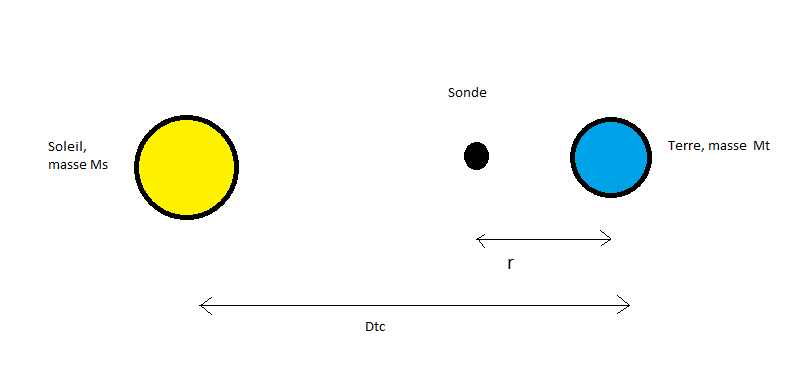 Sonde
Soleil,
masse Ms
Terre, masse Mt
r
Dtc